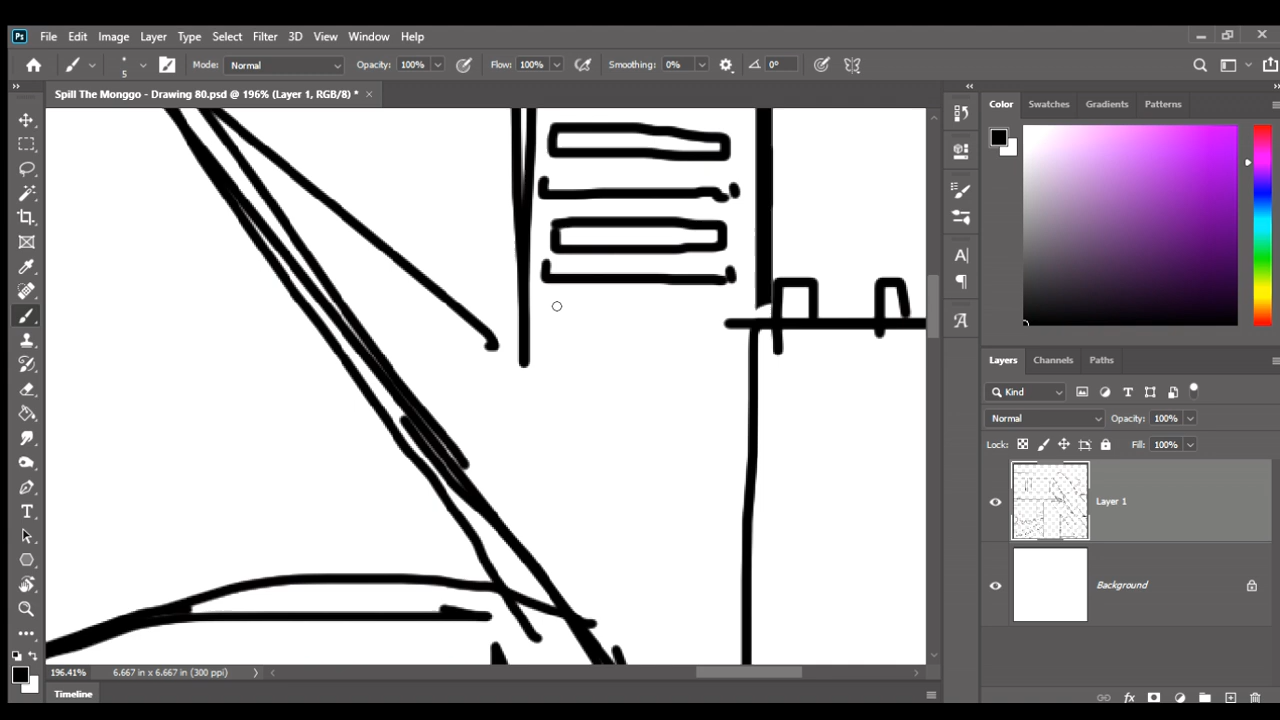 Ps File Edit Image Layer Type Select Filter 3D View Window Help
5 Mode: Normal Opacity: 100% Flow: 100% Smoothing: 0% 0°
Spill The Monggo - Drawing 80.psd @ 196% (Layer 1, RGB/8) * ×
Color Swatches Gradients Patterns
Layers Channels Paths
Kind
Normal Opacity: 100%
Lock: Fill: 100%
Layer 1
Background
196.41% 6.667 in x 6.667 in (300 ppi)
Timeline